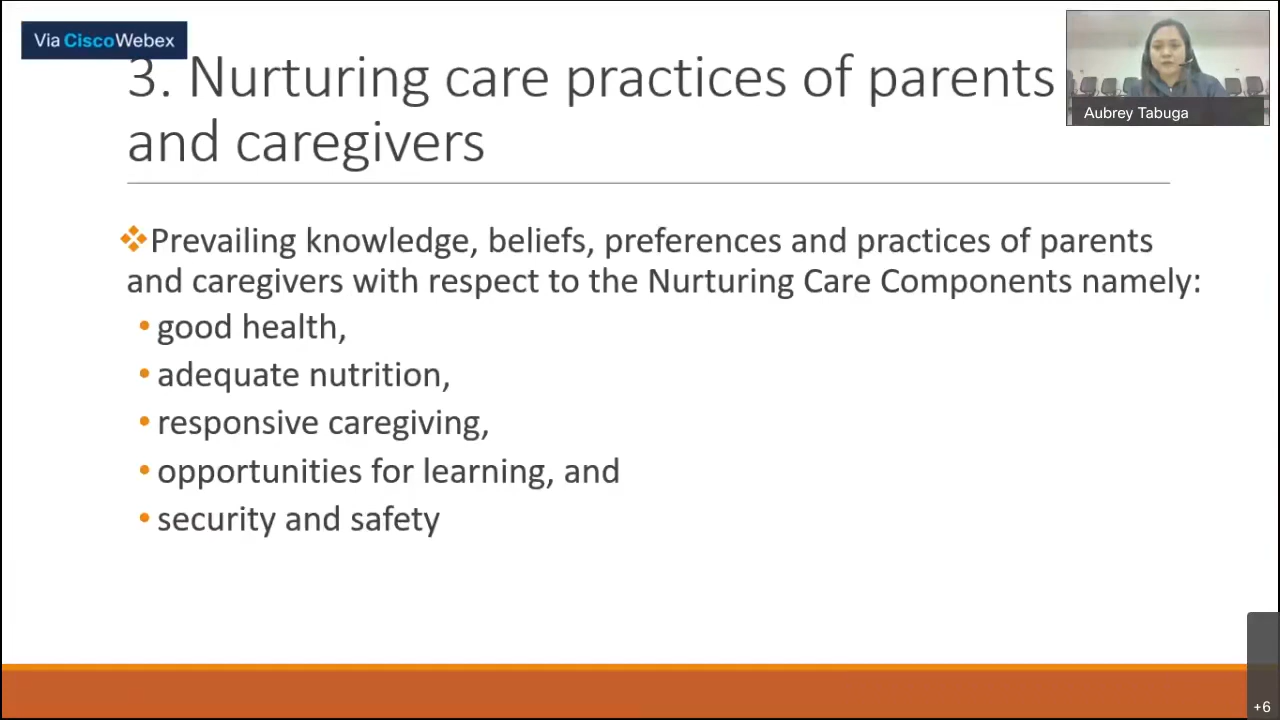 Via CiscoWebex
3. Nurturing care practices of parents
and caregivers
Aubrey Tabuga
❖Prevailing knowledge, beliefs, preferences and practices of parents
and caregivers with respect to the Nurturing Care Components namely:
• good health,
• adequate nutrition,
• responsive caregiving,
• opportunities for learning, and
• security and safety
+6